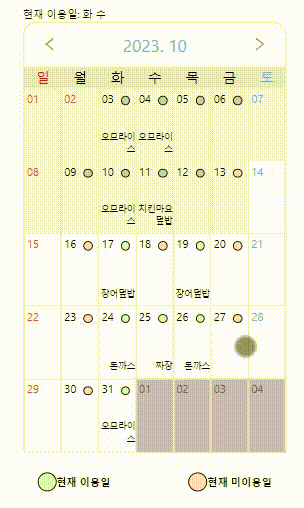 현재 이용일: 화 수
2023. 10
일 월 화 수 목 금 토
01 02 03 04 05 06 07
오므라이스 오므라이스
08 09 10 11 12 13 14
오므라이스 치킨마요덮밥
15 16 17 18 19 20 21
장어덮밥 장어덮밥
22 23 24 25 26 27 28
돈까스 짜장 돈까스
29 30 31 01 02 03 04
오므라이스
현재 이용일 현재 미이용일